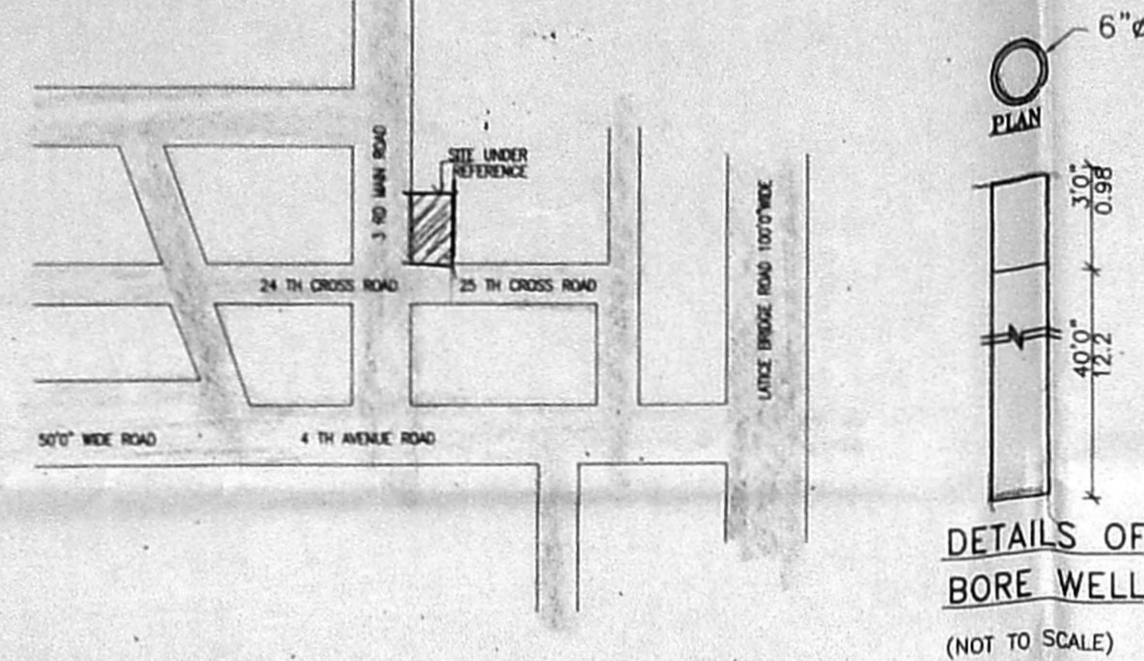 3 RD MAIN ROAD
SITE UNDER
REFERENCE
24 TH CROSS ROAD
25 TH CROSS ROAD
LATICE BRIDGE ROAD 100'0"WIDE
50'0" WIDE ROAD
4 TH AVENUE ROAD
6"Ø
PLAN
3'0"
0.98
40'0"
12.2
DETAILS OF
BORE WELL
(NOT TO SCALE)